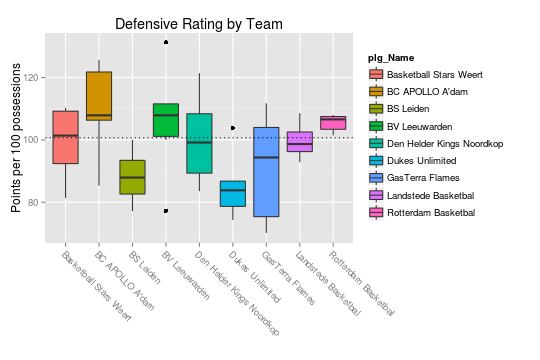 Defensive Rating by Team
Points per 100 possessions
120
100
80
Basketball Stars Weert
BC APOLLO A'dam
BS Leiden
BV Leeuwarden
Den Helder Kings Noordkop
Dukes Unlimited
GasTerra Flames
Landstede Basketbal
Rotterdam Basketbal
plg_Name
Basketball Stars Weert
BC APOLLO A'dam
BS Leiden
BV Leeuwarden
Den Helder Kings Noordkop
Dukes Unlimited
GasTerra Flames
Landstede Basketbal
Rotterdam Basketbal